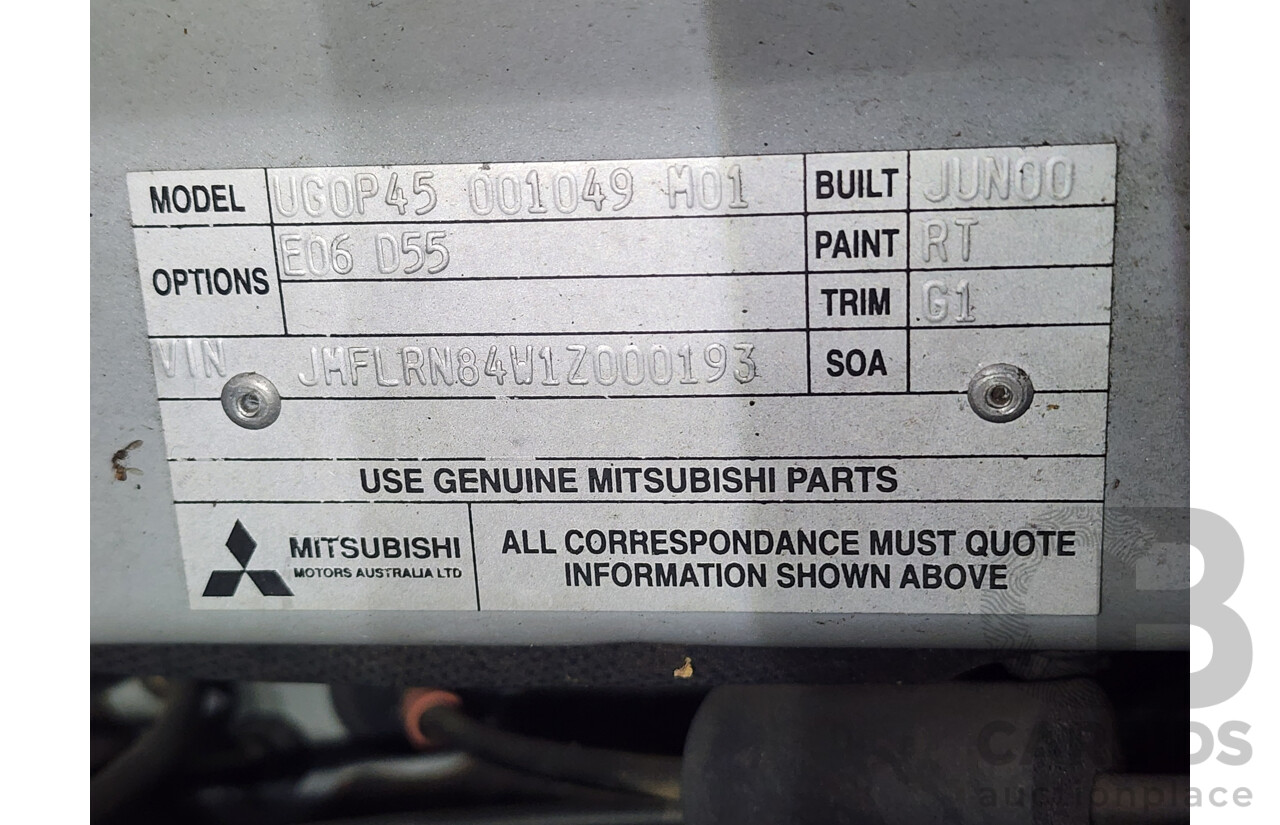 MODEL UG0P45 001049 M01 BUILT JUN00
OPTIONS E06 D55 PAINT RT
TRIM G1
VIN JMFLRN84W1Z000193 SOA
USE GENUINE MITSUBISHI PARTS
MITSUBISHI
MOTORS AUSTRALIA LTD
ALL CORRESPONDANCE MUST QUOTE
INFORMATION SHOWN ABOVE
auctionplace